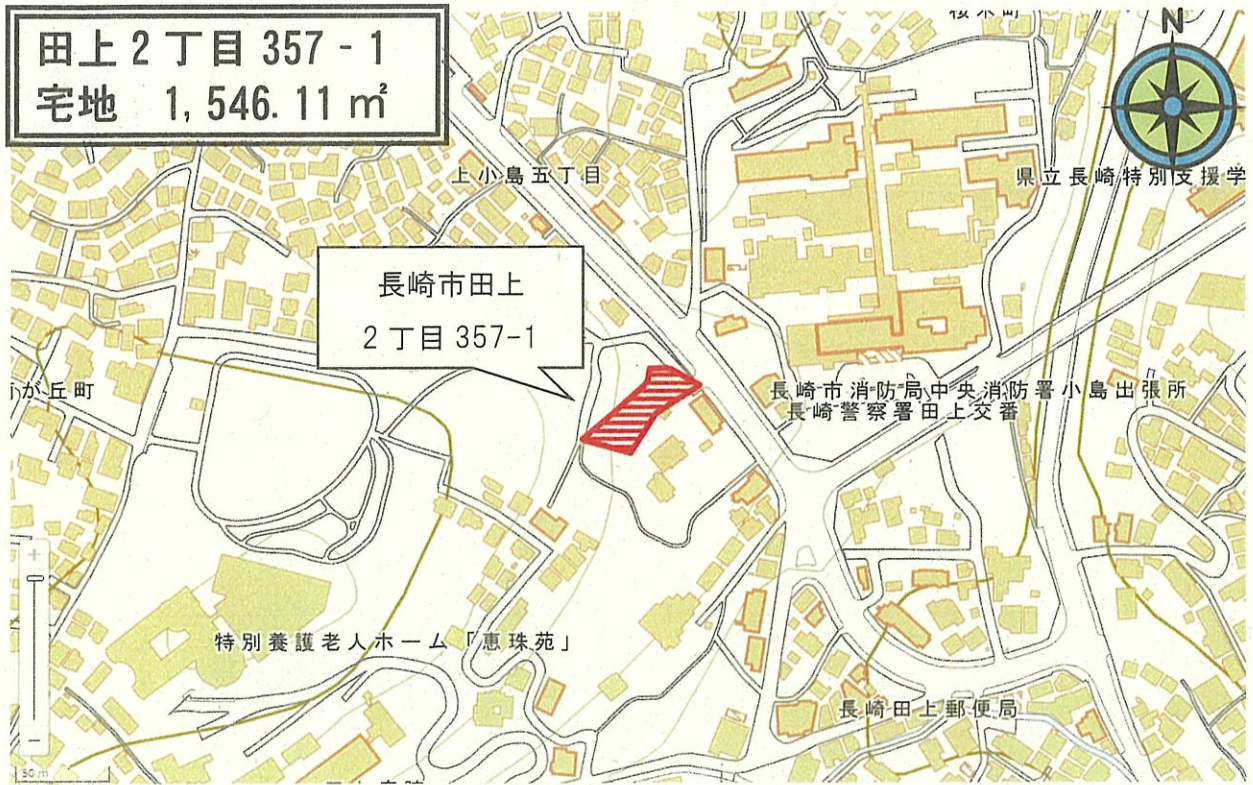 田上2丁目357-1
宅地 1,546.11㎡
桜木町
N
上小島五丁目
県立長崎特別支援学
長崎市田上
2丁目357-1
が丘町
長崎市消防局中央消防署小島出張所
長崎警察署田上交番
+
特別養護老人ホーム「恵珠苑」
長崎田上郵便局
−
50 m